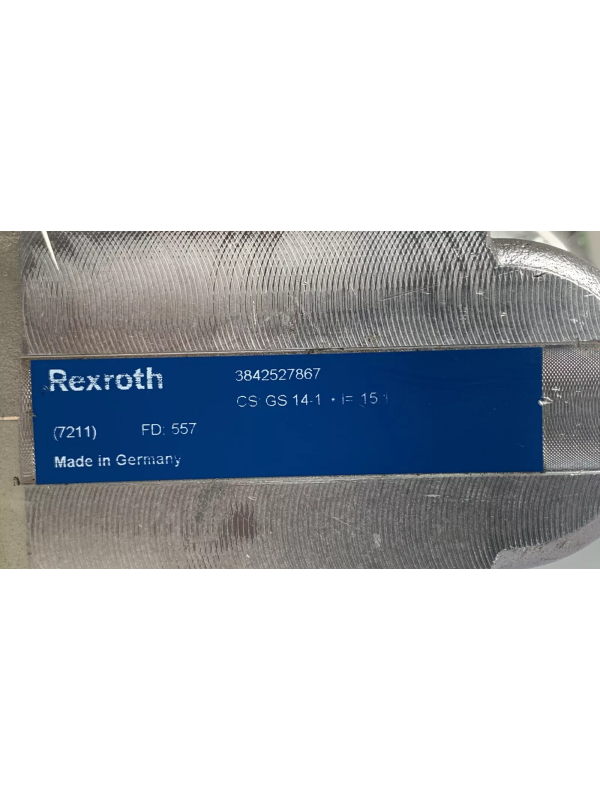 Rexroth
3842527867
CS: GS 14-1 • i= 15:1
(7211) FD: 557
Made in Germany